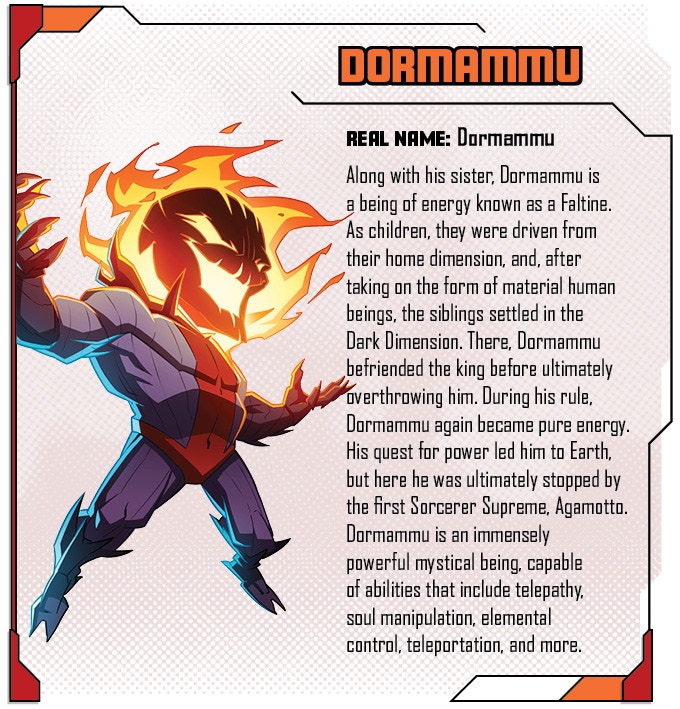 DORMAMMU
REAL NAME: Dormammu
Along with his sister, Dormammu is
a being of energy known as a Faltine.
As children, they were driven from
their home dimension, and, after
taking on the form of material human
beings, the siblings settled in the
Dark Dimension. There, Dormammu
befriended the king before ultimately
overthrowing him. During his rule,
Dormammu again became pure energy.
His quest for power led him to Earth,
but here he was ultimately stopped by
the first Sorcerer Supreme, Agamotto.
Dormammu is an immensely
powerful mystical being, capable
of abilities that include telepathy,
soul manipulation, elemental
control, teleportation, and more.